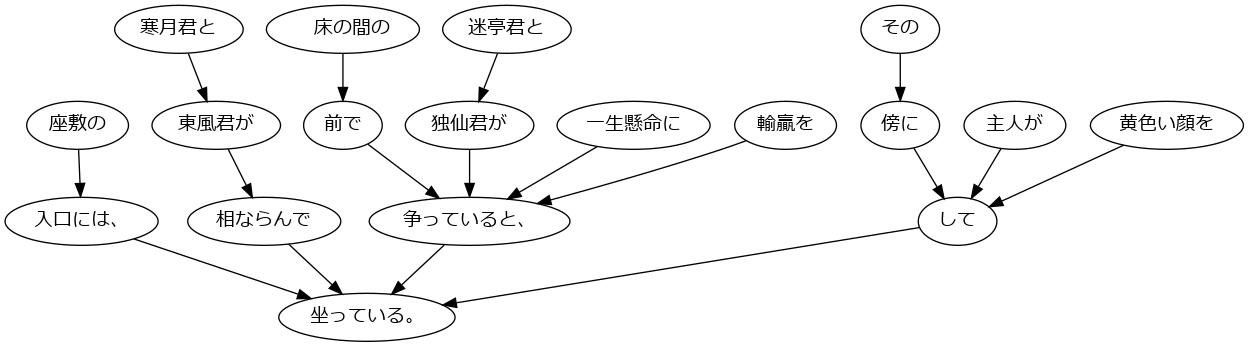 寒月君と
床の間の
迷亭君と
その
座敷の
東風君が
前で
独仙君が
一生懸命に
輸贏を
傍に
主人が
黄色い顔を
入口には、
相ならんで
争っていると、
して
坐っている。